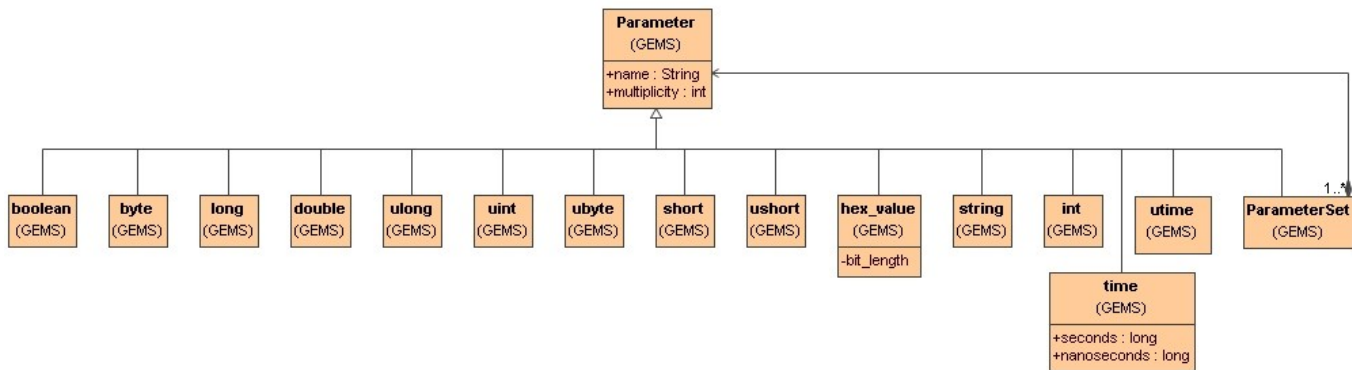 Parameter
(GEMS)
+name : String
+multiplicity : int
1..*
boolean
(GEMS)
byte
(GEMS)
long
(GEMS)
double
(GEMS)
ulong
(GEMS)
uint
(GEMS)
ubyte
(GEMS)
short
(GEMS)
ushort
(GEMS)
hex_value
(GEMS)
-bit_length
string
(GEMS)
int
(GEMS)
utime
(GEMS)
ParameterSet
(GEMS)
time
(GEMS)
+seconds : long
+nanoseconds : long